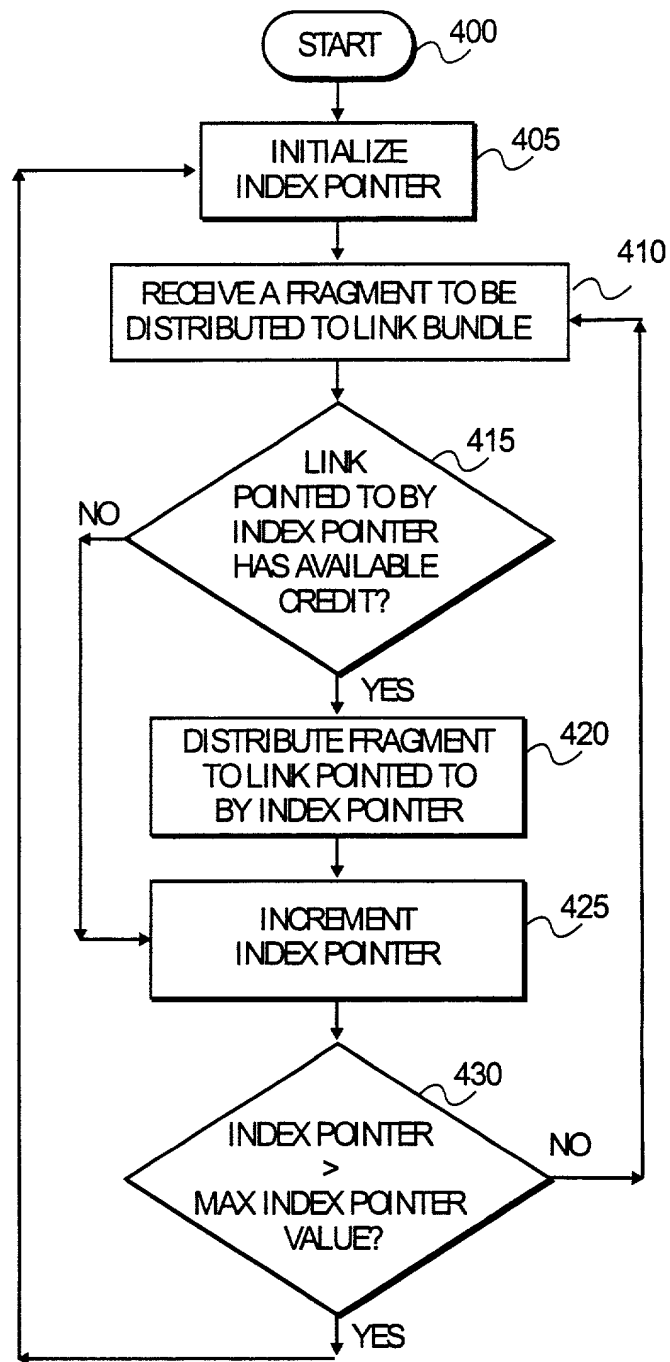 START
400
INITIALIZE
INDEX POINTER
405
RECEIVE A FRAGMENT TO BE
DISTRIBUTED TO LINK BUNDLE
410
LINK
POINTED TO BY
INDEX POINTER
HAS AVAILABLE
CREDIT?
415
NO
YES
DISTRIBUTE FRAGMENT
TO LINK POINTED TO
BY INDEX POINTER
420
INCREMENT
INDEX POINTER
425
INDEX POINTER
>
MAX INDEX POINTER
VALUE?
430
NO
YES